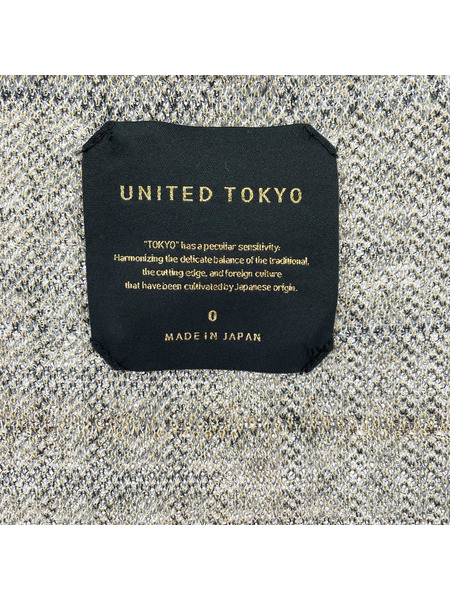 UNITED TOKYO
"TOKYO" has a peculiar sensitivity:
Harmonizing the delicate balance of the traditional,
the cutting edge, and foreign culture
that have been cultivated by Japanese origin.
0
MADE IN JAPAN